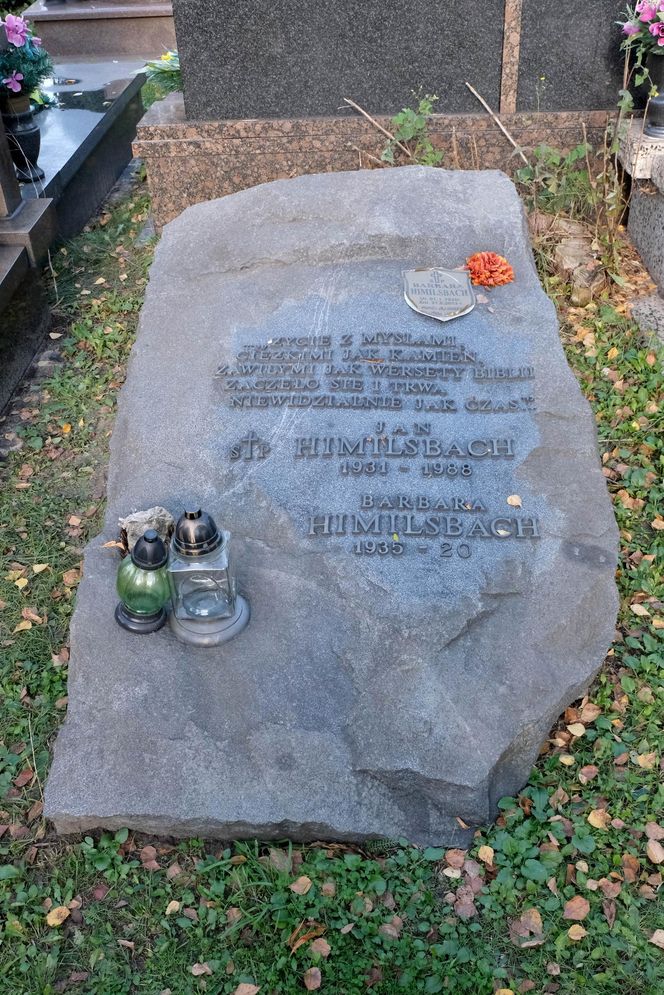 Ś†P
BARBARA
HIMILSBACH
„ŻYCIE Z MYŚLAMI,
CIĘŻKIMI JAK KAMIEŃ,
ZAWIŁYMI JAK WERSETY BIBLII
ZACZĘŁO SIĘ I TRWA,
NIEWIDZIALNIE JAK CZAS."
JAN
Ś†P HIMILSBACH
1931 - 1988
BARBARA
HIMILSBACH
1935 - 20